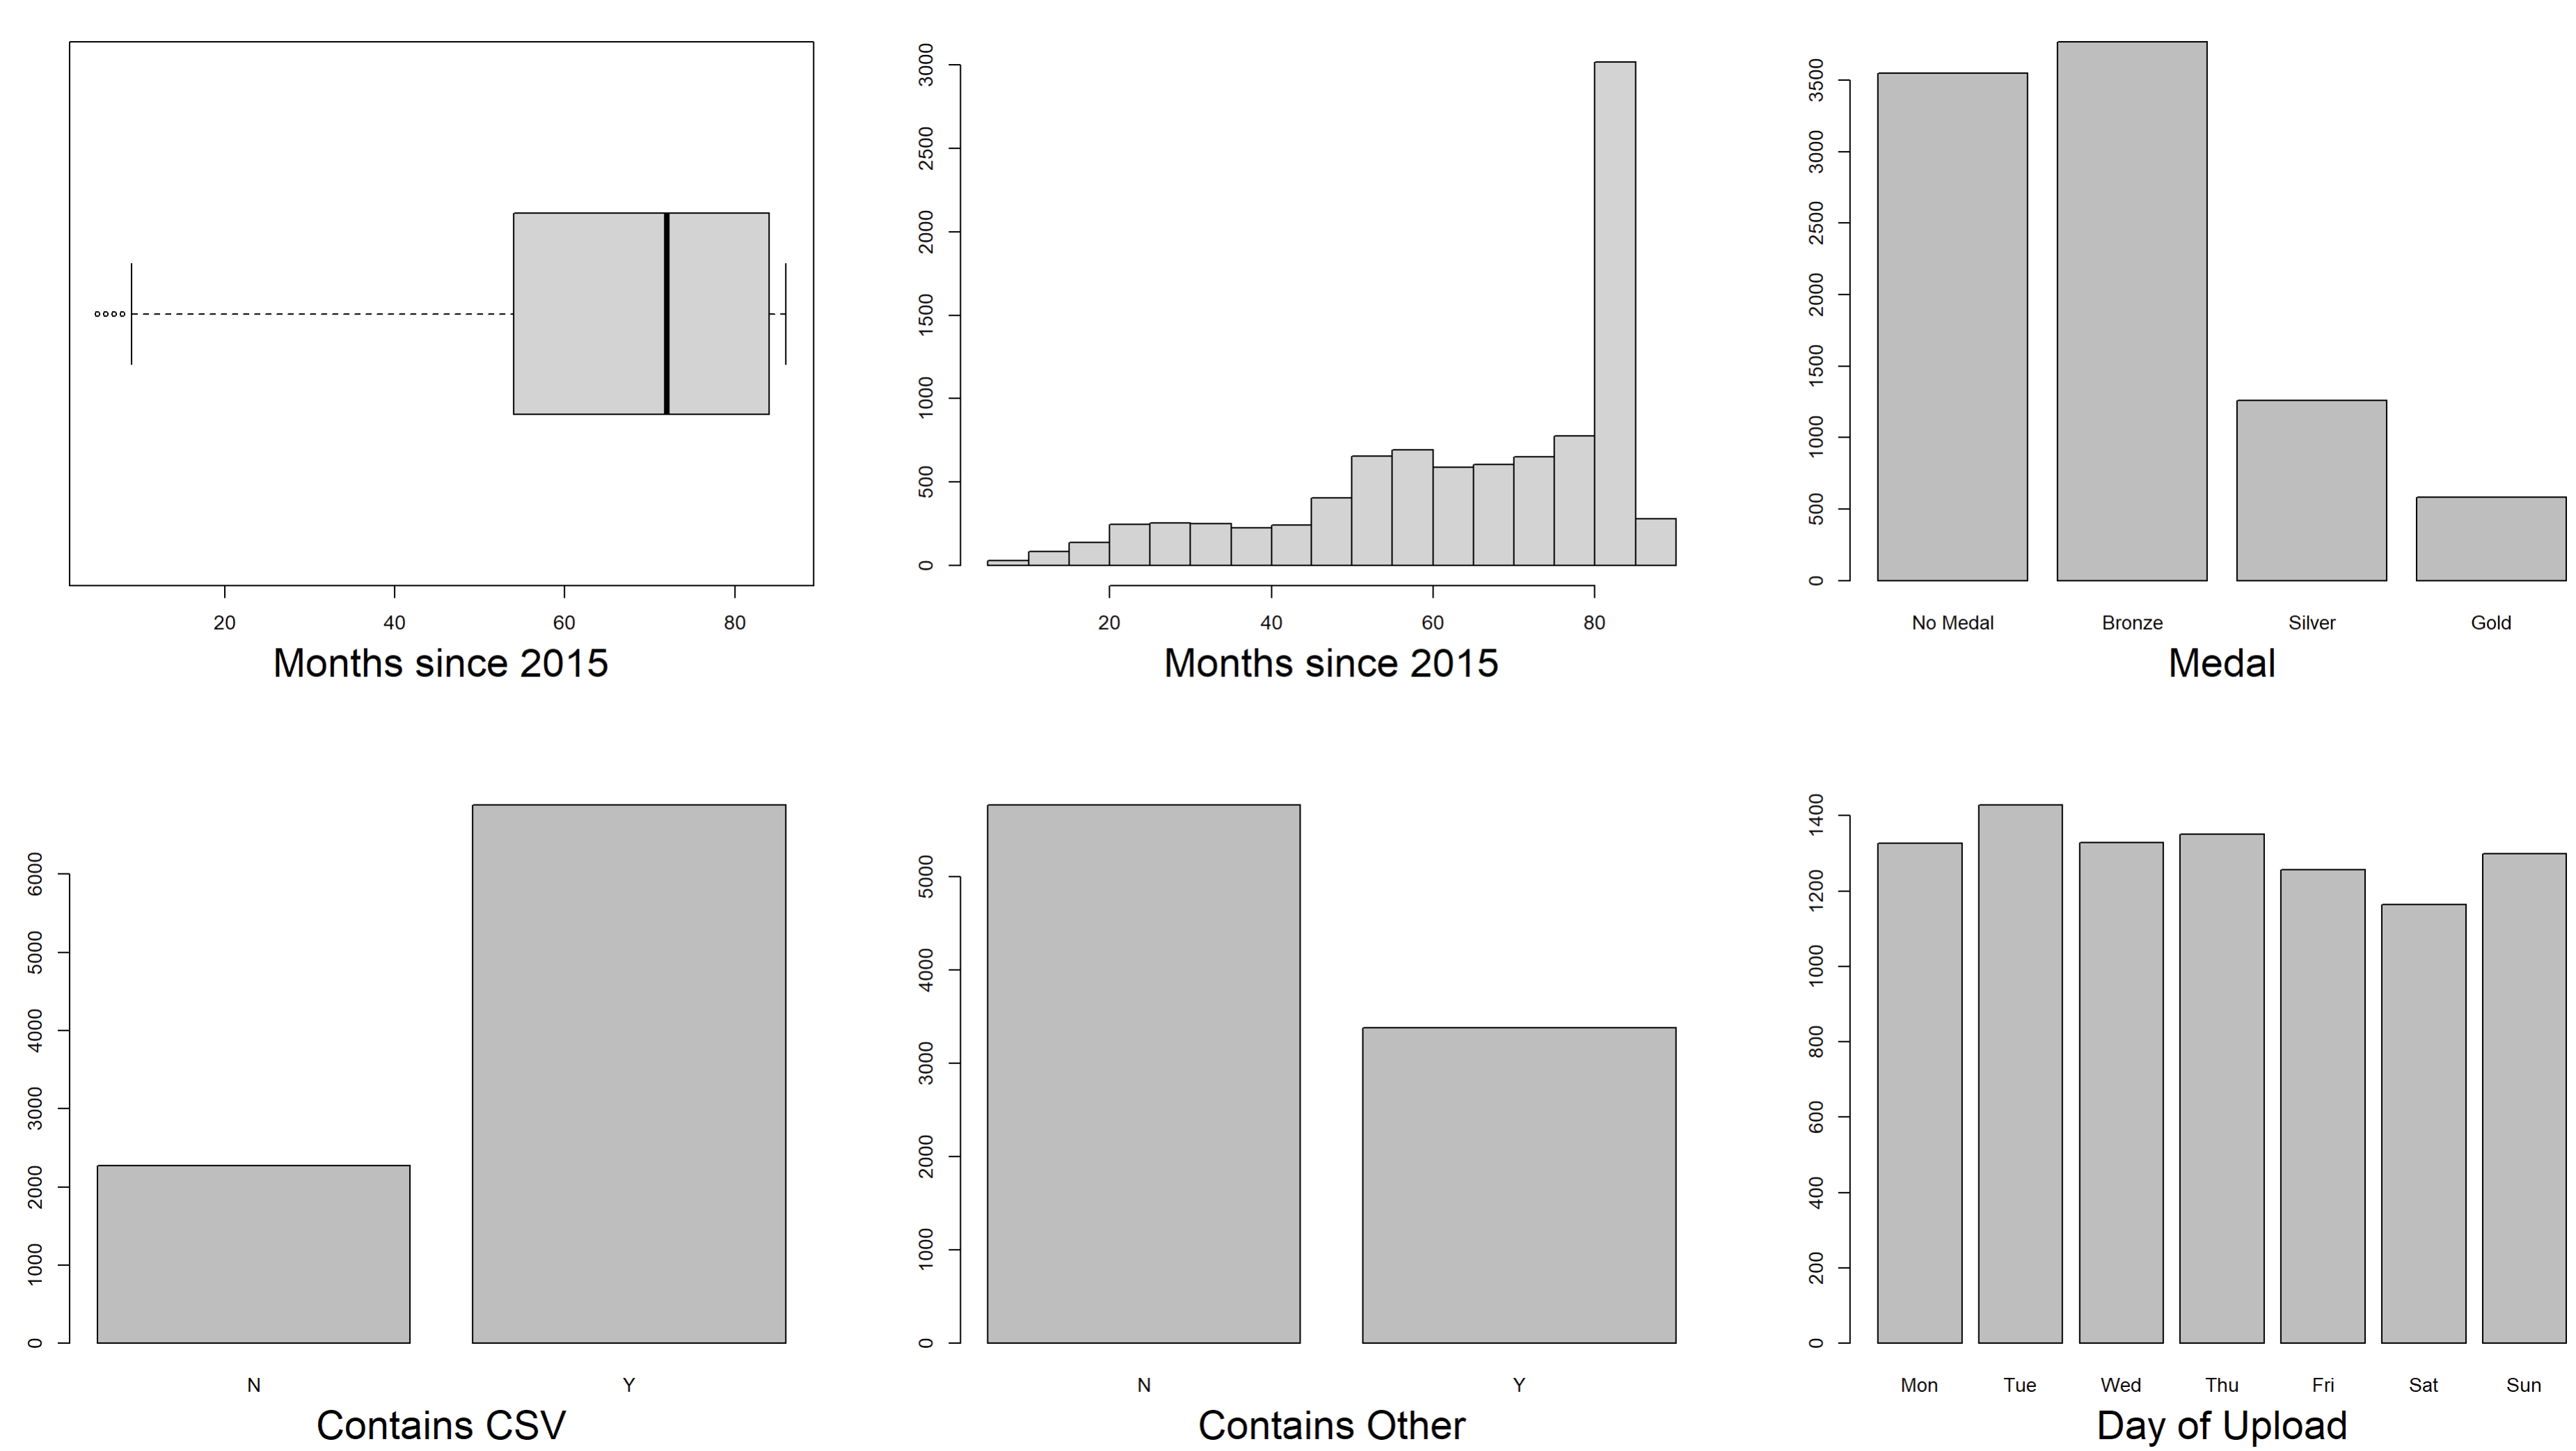 20 40 60 80
Months since 2015
0 500 1000 1500 2000 2500 3000
20 40 60 80
Months since 2015
0 500 1000 1500 2000 2500 3000 3500
No Medal Bronze Silver Gold
Medal
0 1000 2000 3000 4000 5000 6000
N Y
Contains CSV
0 1000 2000 3000 4000 5000
N Y
Contains Other
0 200 400 600 800 1000 1200 1400
Mon Tue Wed Thu Fri Sat Sun
Day of Upload